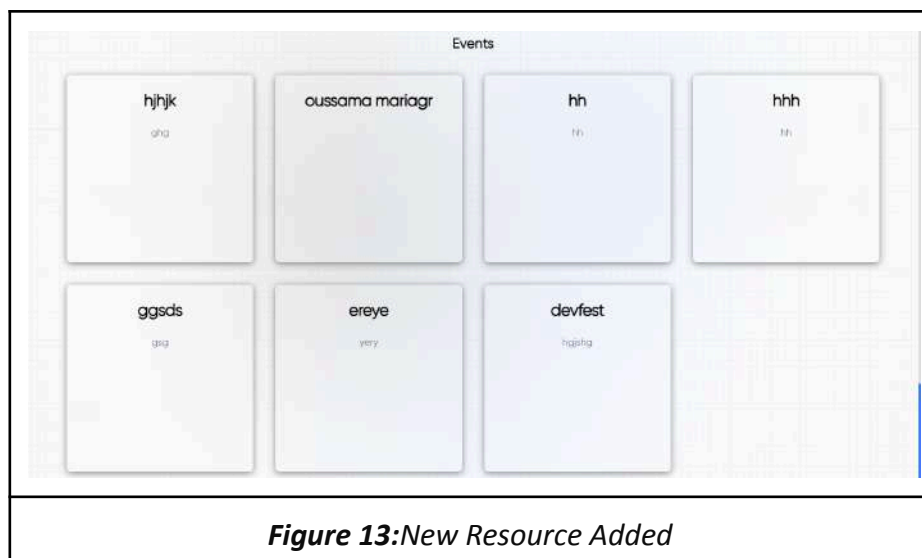 Events
hjhjk
oussama mariagr
hh
hhh
ghg
hh
hh
ggsds
ereye
devfest
gsg
yery
hgjshg
Figure 13:New Resource Added